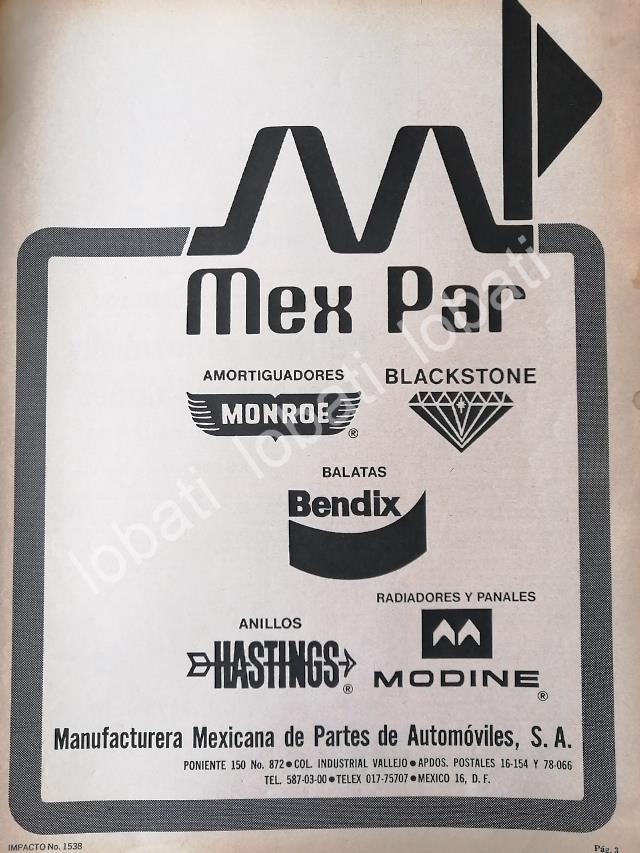 Mex Par
AMORTIGUADORES
MONROE ®
BLACKSTONE
BALATAS
Bendix
RADIADORES Y PANALES
MODINE ®
ANILLOS
HASTINGS ®
Manufacturera Mexicana de Partes de Automóviles, S. A.
PONIENTE 150 No. 872 ● COL. INDUSTRIAL VALLEJO ● APDOS. POSTALES 16-154 Y 78-066
TEL. 587-03-00 ● TELEX 017-75707 ● MEXICO 16, D. F.
IMPACTO No. 1538
Pág. 3
lobati lobati lobati lobati